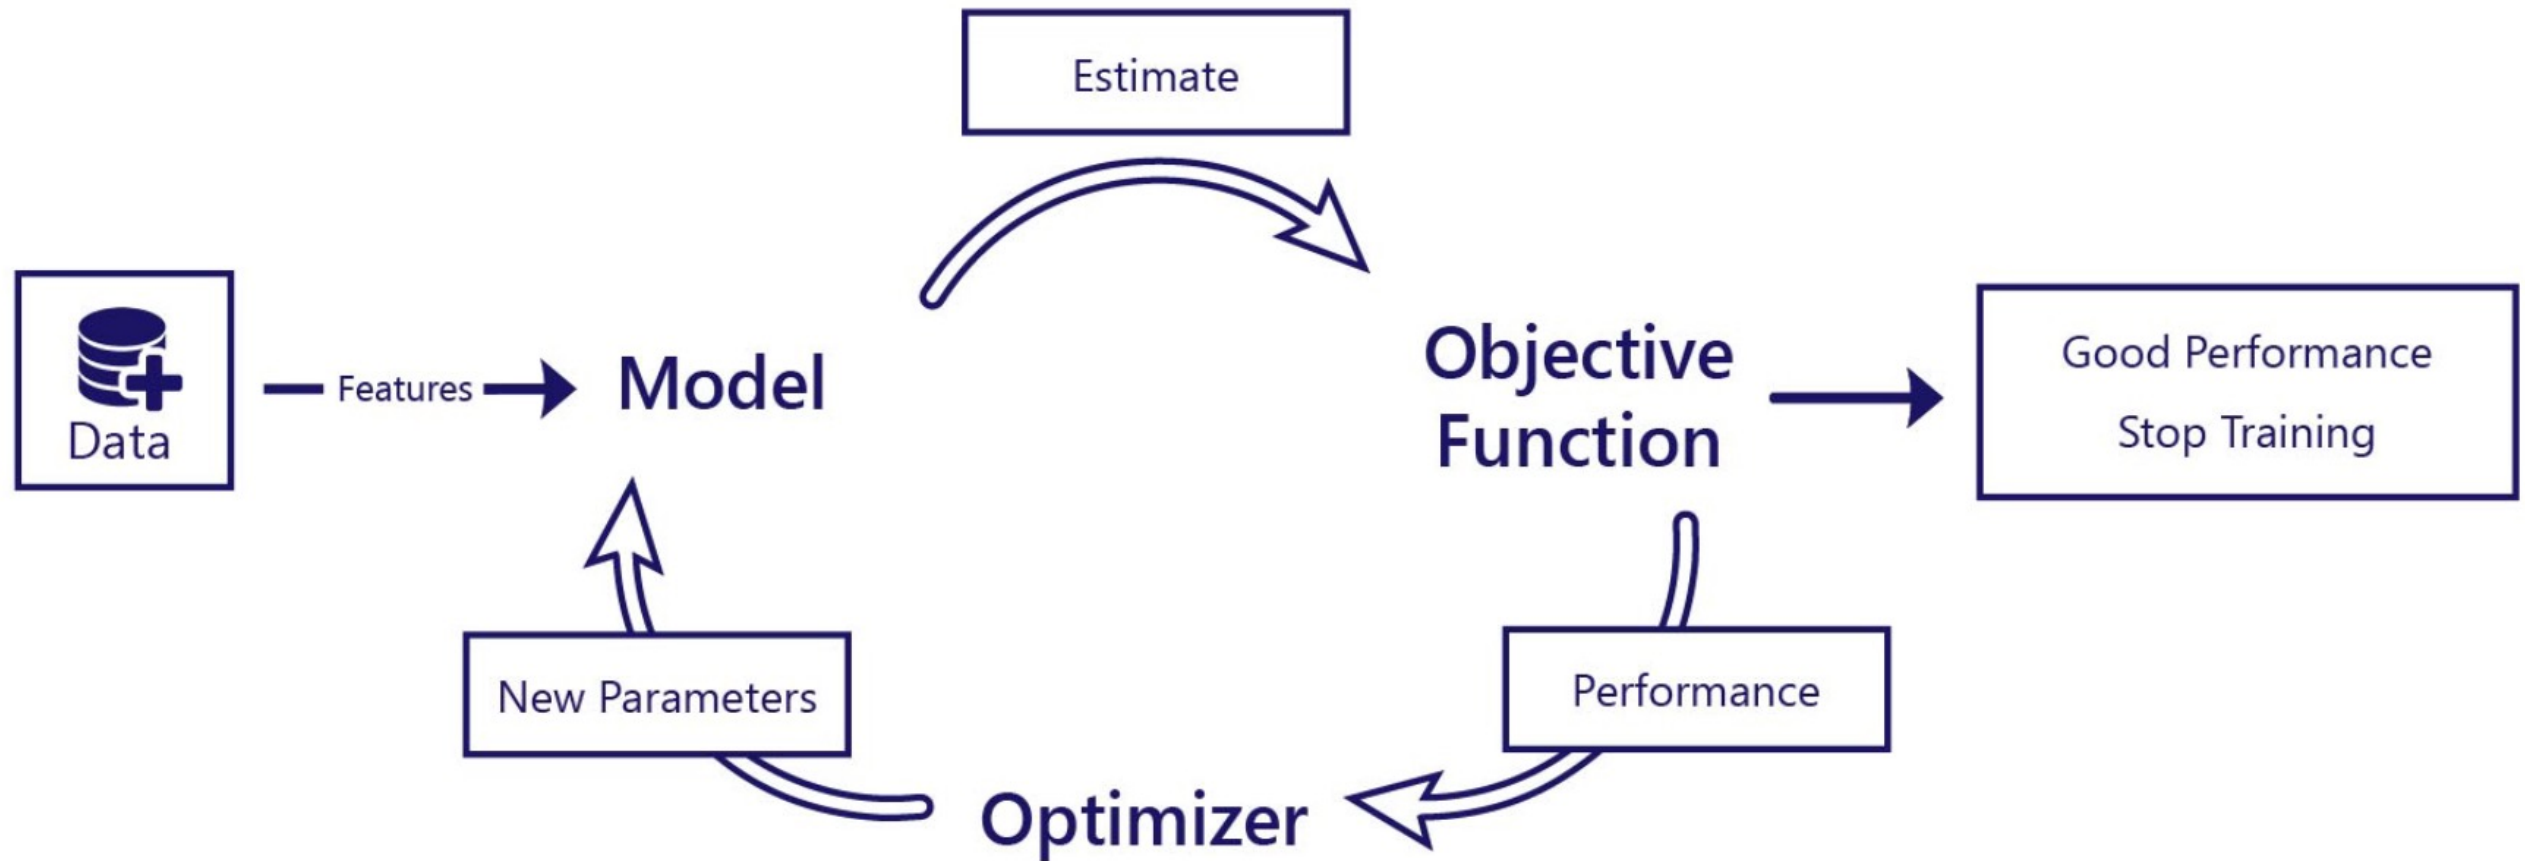 Estimate
Data
Features
Model
Objective
Function
Good Performance
Stop Training
New Parameters
Performance
Optimizer